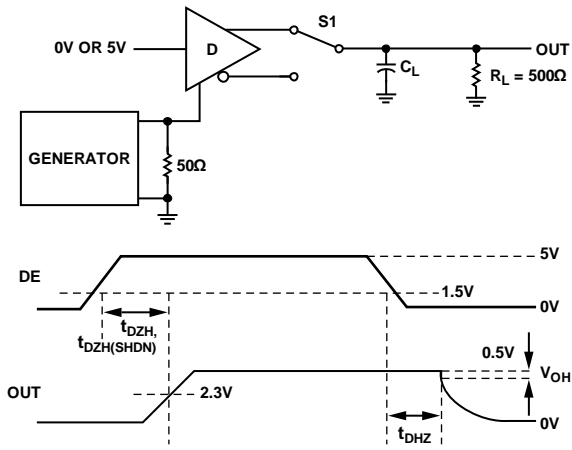 S1
0V OR 5V
D
OUT
C_L
R_L = 500Ω
GENERATOR
50Ω
5V
DE
1.5V
0V
t_DZH,
t_DZH(SHDN)
0.5V
V_OH
OUT
2.3V
0V
t_DHZ